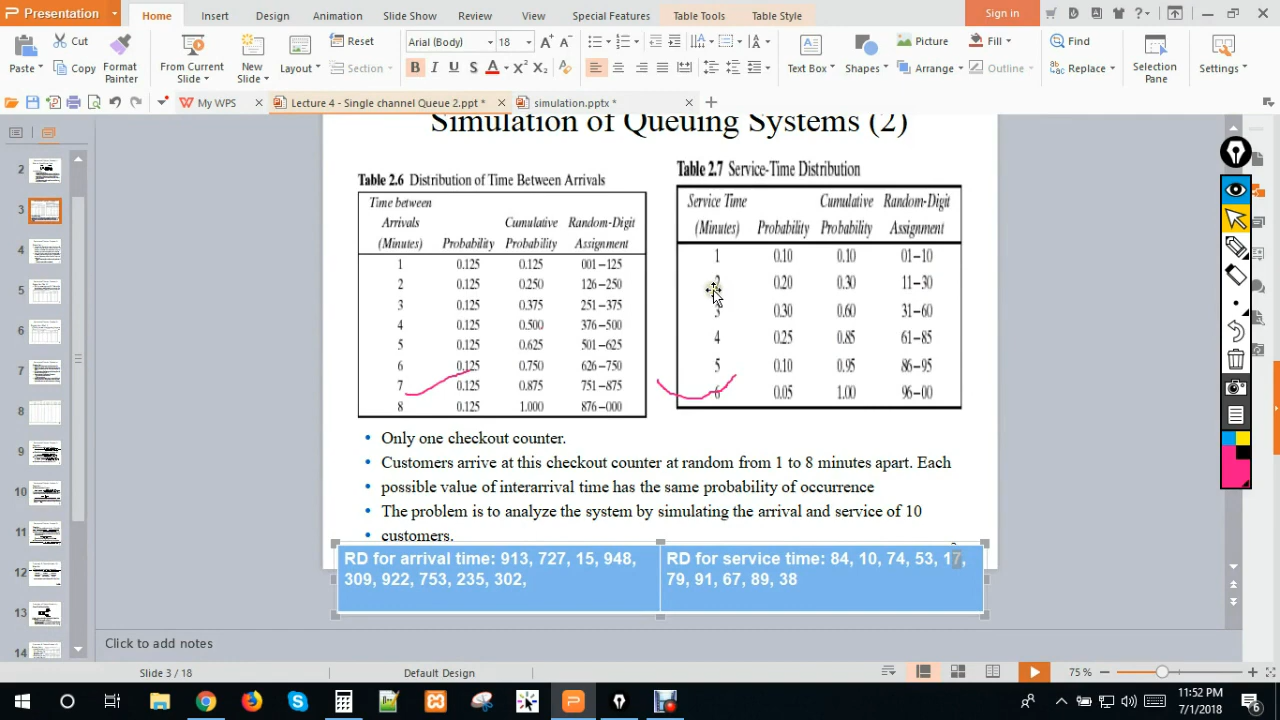 Presentation
Home
Insert
Design
Animation
Slide Show
Review
View
Special Features
Table Tools
Table Style
Sign in
Paste
Cut
Copy
Format Painter
From Current Slide
New Slide
Layout
Reset
Section
Arial (Body)
18
Text Box
Shapes
Picture
Arrange
Fill
Outline
Find
Replace
Selection Pane
Settings
My WPS
Lecture 4 - Single channel Queue 2.ppt *
simulation.pptx *
Simulation of Queuing Systems (2)
Table 2.6 Distribution of Time Between Arrivals
Time between
Arrivals Cumulative Random-Digit
(Minutes) Probability Probability Assignment
1 0.125 0.125 001–125
2 0.125 0.250 126–250
3 0.125 0.375 251–375
4 0.125 0.500 376–500
5 0.125 0.625 501–625
6 0.125 0.750 626–750
7 0.125 0.875 751–875
8 0.125 1.000 876–000
Table 2.7 Service-Time Distribution
Service Time Cumulative Random-Digit
(Minutes) Probability Probability Assignment
1 0.10 0.10 01–10
2 0.20 0.30 11–30
3 0.30 0.60 31–60
4 0.25 0.85 61–85
5 0.10 0.95 86–95
6 0.05 1.00 96–00
• Only one checkout counter.
• Customers arrive at this checkout counter at random from 1 to 8 minutes apart. Each
• possible value of interarrival time has the same probability of occurrence
• The problem is to analyze the system by simulating the arrival and service of 10
• customers.
RD for arrival time: 913, 727, 15, 948,
309, 922, 753, 235, 302,
RD for service time: 84, 10, 74, 53, 17,
79, 91, 67, 89, 38
2
3
4
5
6
7
8
9
10
11
12
13
14
Click to add notes
Slide 3 / 18
Default Design
75 %
11:52 PM
7/1/2018
6